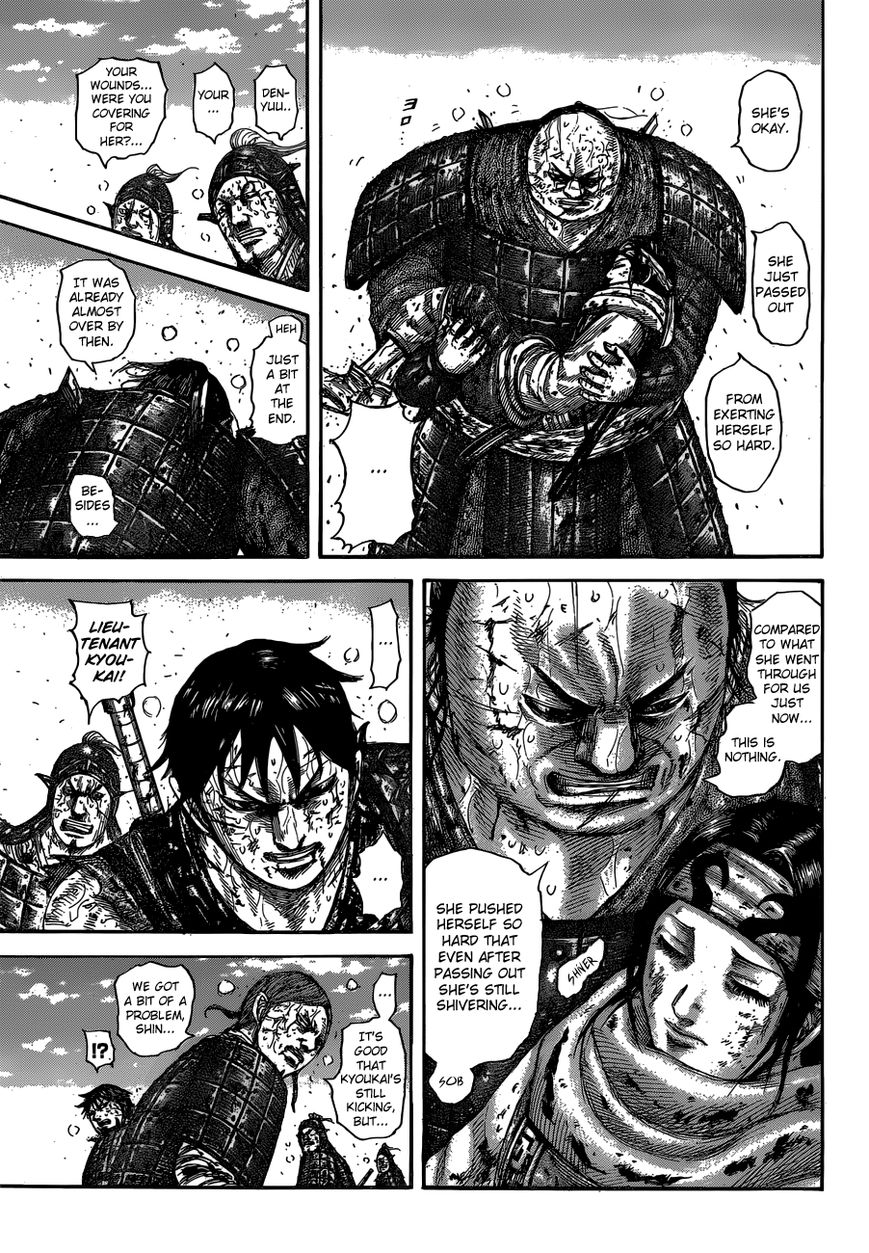 SHE'S
OKAY.
ヨロ
SHE
JUST
PASSED
OUT
FROM
EXERTING
HERSELF
SO HARD.
...
DEN-
YUU..
YOUR
...
YOUR
WOUNDS...
WERE YOU
COVERING
FOR
HER?...
HEH
JUST
A BIT
AT
THE
END.
IT WAS
ALREADY
ALMOST
OVER BY
THEN.
BE-
SIDES
...
COMPARED
TO WHAT
SHE WENT
THROUGH
FOR US
JUST
NOW...
THIS IS
NOTHING.
SHE PUSHED
HERSELF SO
HARD THAT
EVEN AFTER
PASSING OUT
SHE'S STILL
SHIVERING...
SHIVER
SOB
...
LIEU-
TENANT
KYOU-
KAI!
...
...
IT'S
GOOD
THAT
KYOUKAI'S
STILL
KICKING,
BUT...
WE GOT
A BIT OF A
PROBLEM,
SHIN...
!?